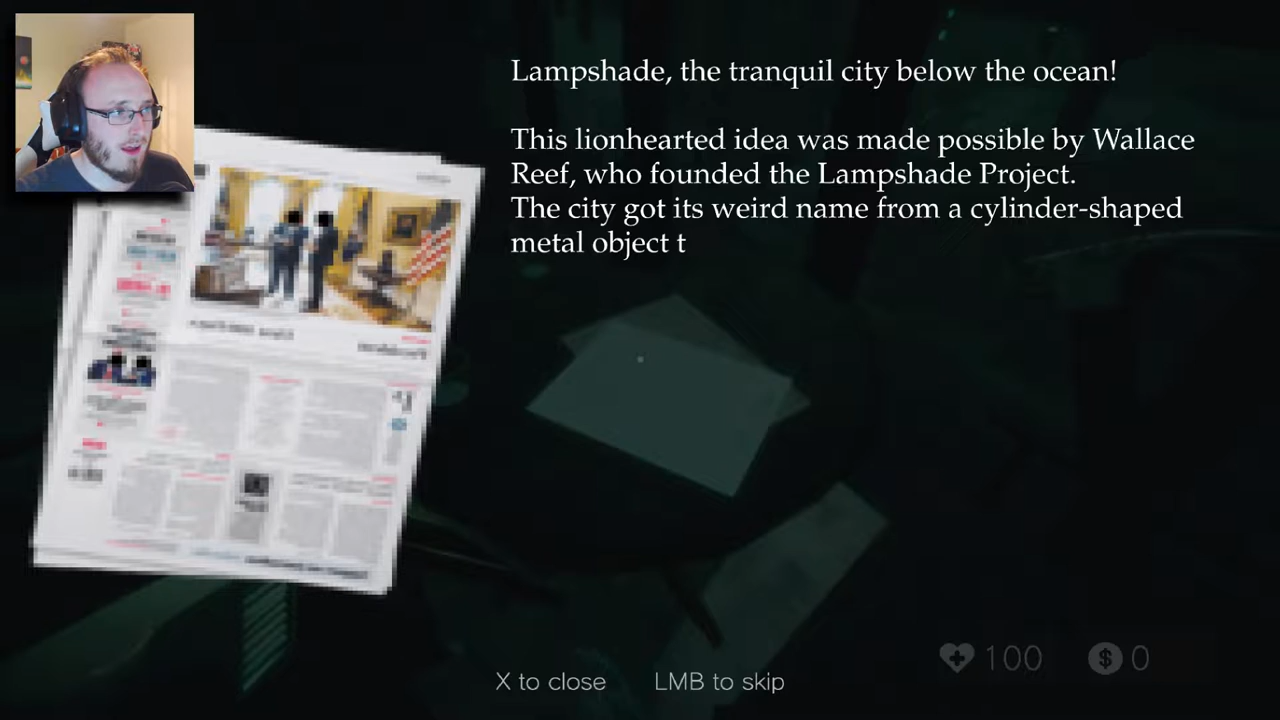 Lampshade, the tranquil city below the ocean!
This lionhearted idea was made possible by Wallace
Reef, who founded the Lampshade Project.
The city got its weird name from a cylinder-shaped
metal object t
100
0
X to close
LMB to skip